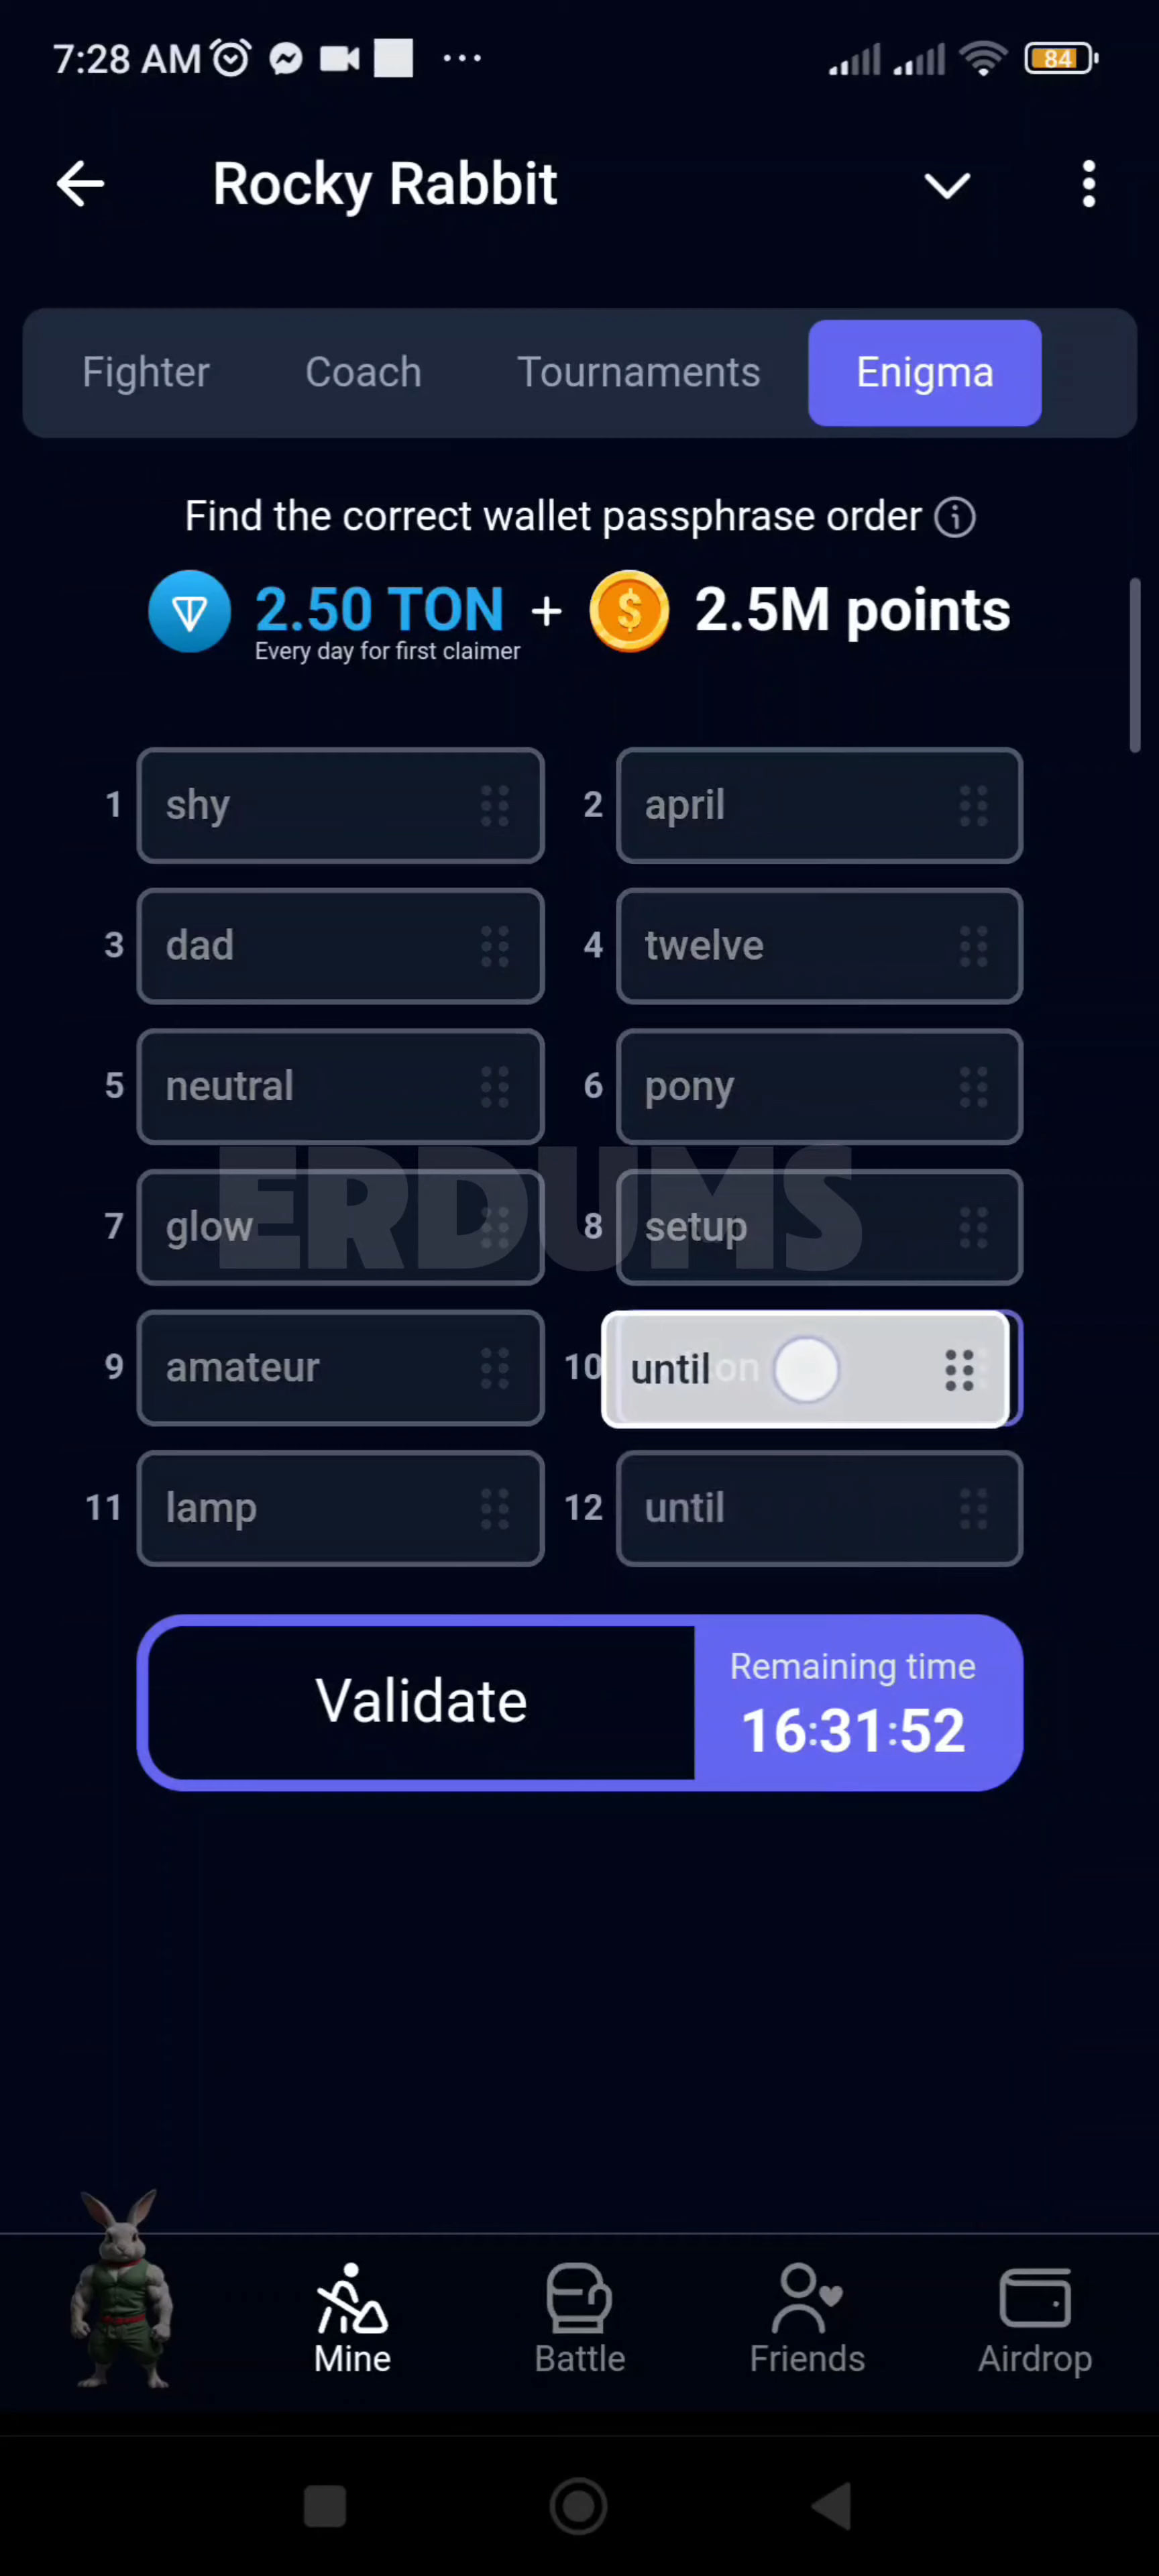 7:28 AM ... 84
Rocky Rabbit
Fighter Coach Tournaments Enigma
Find the correct wallet passphrase order
2.50 TON + $ 2.5M points
Every day for first claimer
1 shy 2 april
3 dad 4 twelve
5 neutral 6 pony
ERDUMS
7 glow 8 setup
9 amateur 10 until
11 lamp 12 until
Validate
Remaining time
16:31:52
Mine Battle Friends Airdrop